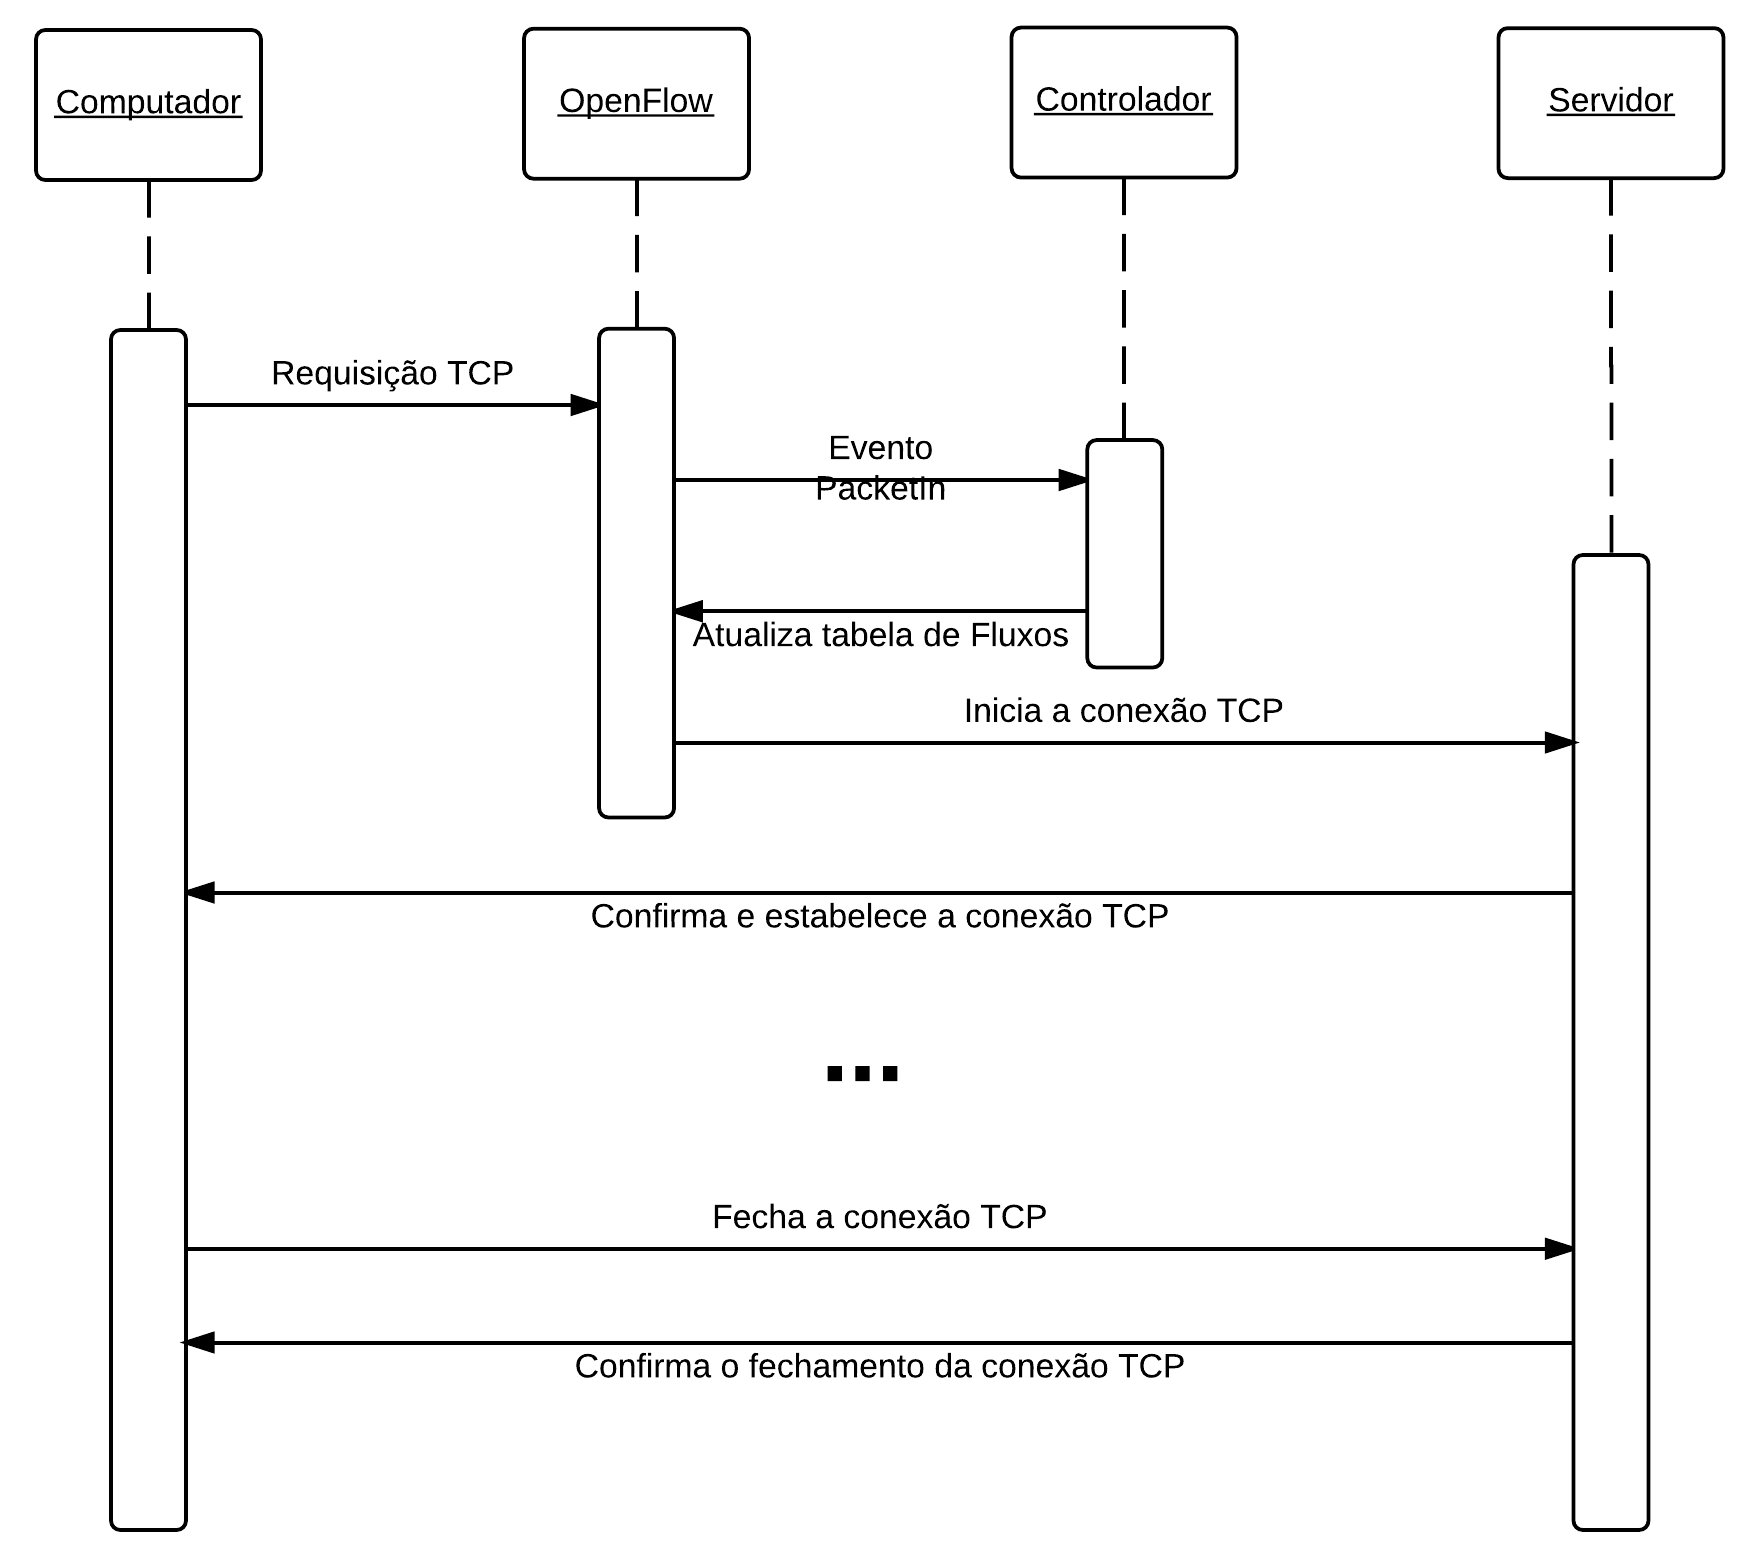 Computador
OpenFlow
Controlador
Servidor
Requisição TCP
Evento
PacketIn
Atualiza tabela de Fluxos
Inicia a conexão TCP
Confirma e estabelece a conexão TCP
...
Fecha a conexão TCP
Confirma o fechamento da conexão TCP